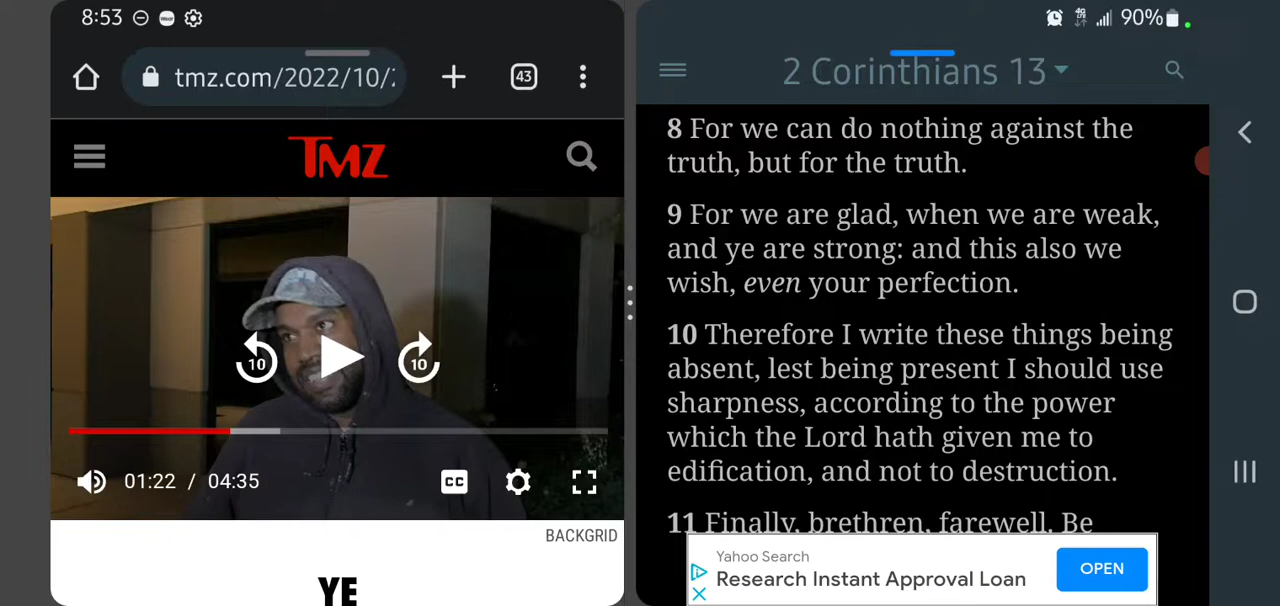 8:53
tmz.com/2022/10/2
43
TMZ
10
10
01:22 / 04:35
CC
BACKGRID
YE
4G
90%
2 Corinthians 13
8 For we can do nothing against the
truth, but for the truth.
9 For we are glad, when we are weak,
and ye are strong: and this also we
wish, even your perfection.
10 Therefore I write these things being
absent, lest being present I should use
sharpness, according to the power
which the Lord hath given me to
edification, and not to destruction.
11 Finally, brethren, farewell. Be
Yahoo Search
Research Instant Approval Loan
OPEN